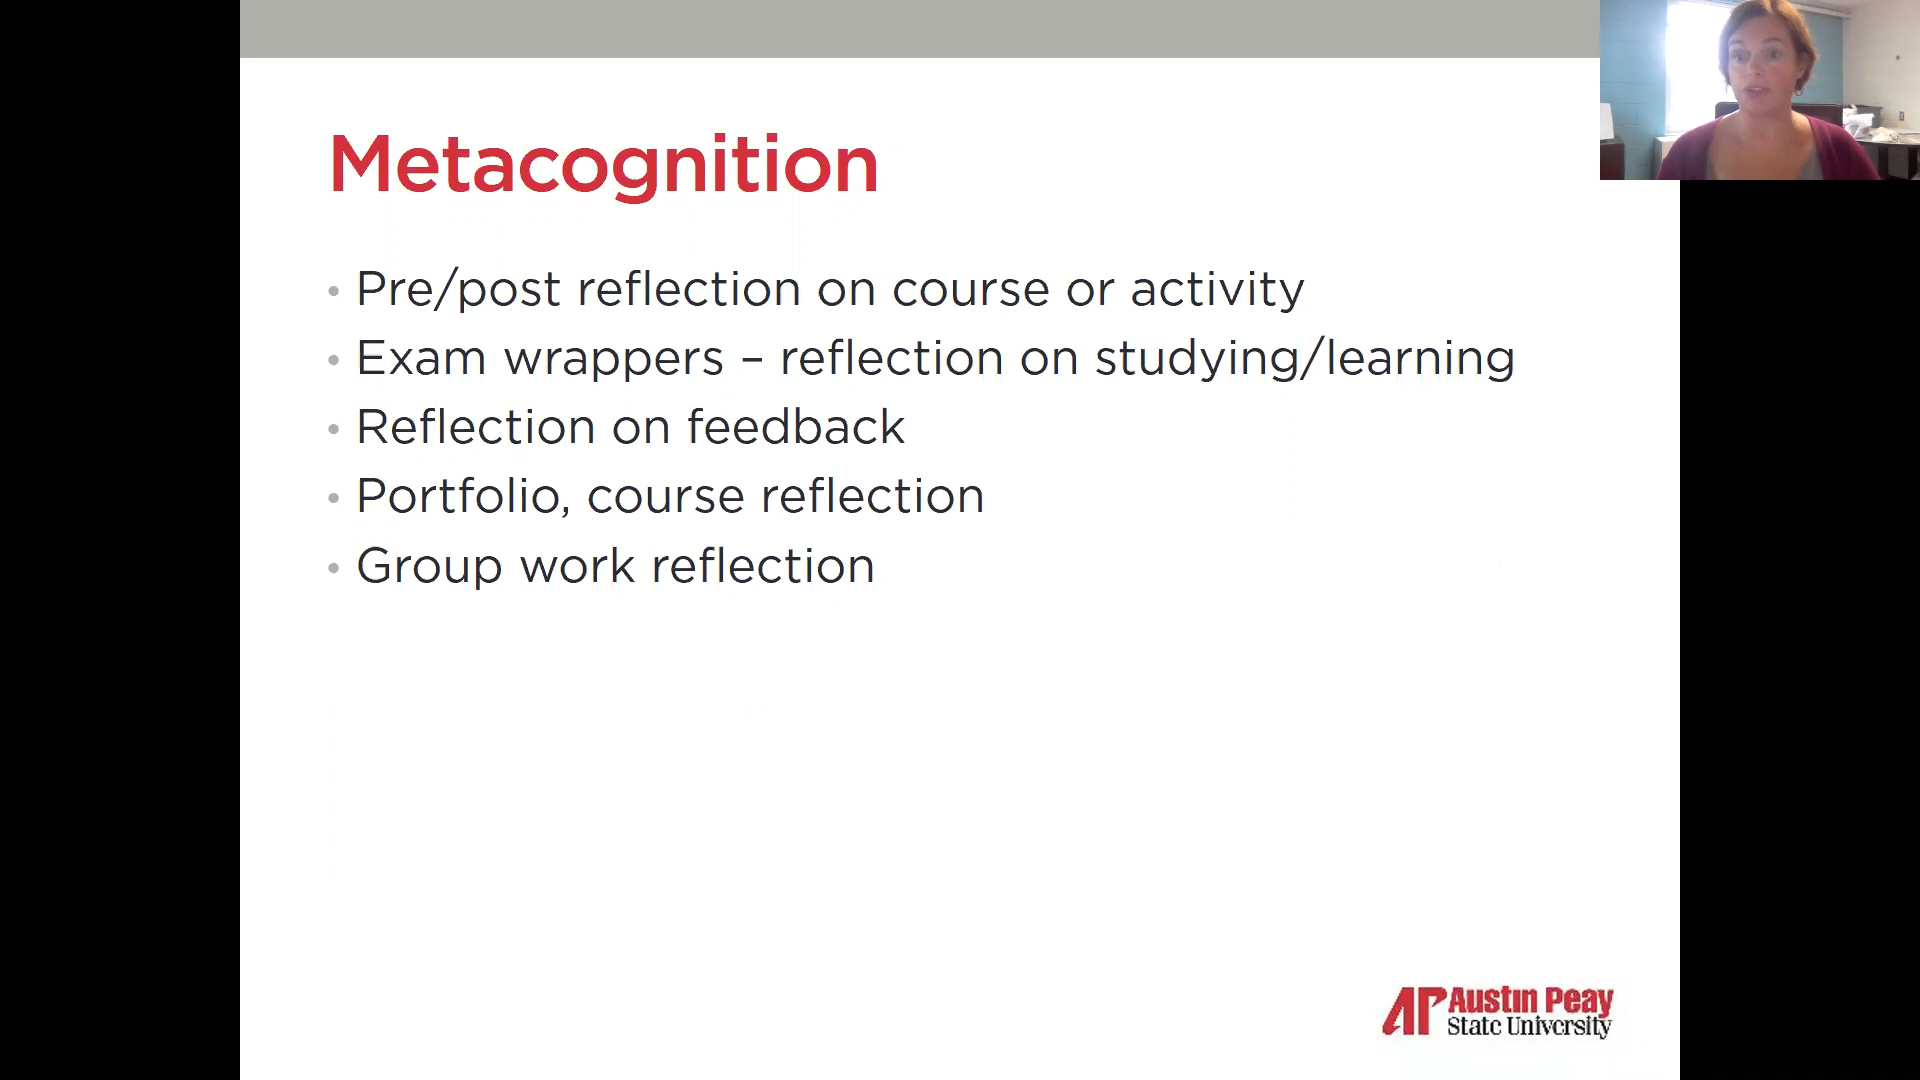 Metacognition
• Pre/post reflection on course or activity
• Exam wrappers – reflection on studying/learning
• Reflection on feedback
• Portfolio, course reflection
• Group work reflection
AP Austin Peay
State University